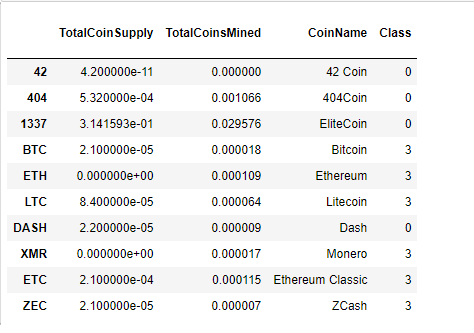 TotalCoinSupply TotalCoinsMined CoinName Class
42 4.200000e-11 0.000000 42 Coin 0
404 5.320000e-04 0.001066 404Coin 0
1337 3.141593e-01 0.029576 EliteCoin 0
BTC 2.100000e-05 0.000018 Bitcoin 3
ETH 0.000000e+00 0.000109 Ethereum 3
LTC 8.400000e-05 0.000064 Litecoin 3
DASH 2.200000e-05 0.000009 Dash 0
XMR 0.000000e+00 0.000017 Monero 3
ETC 2.100000e-04 0.000115 Ethereum Classic 3
ZEC 2.100000e-05 0.000007 ZCash 3